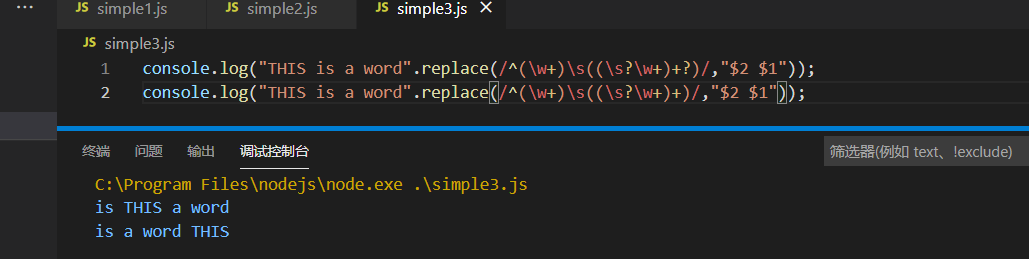 ··· JS simple1.js JS simple2.js JS simple3.js ×
JS simple3.js
1 console.log("THIS is a word".replace(/^(\w+)\s((\s?\w+)+?)/,"$2 $1"));
2 console.log("THIS is a word".replace(/^(\w+)\s((\s?\w+)+)/,"$2 $1"));
终端 问题 输出 调试控制台 筛选器(例如 text、!exclude)
C:\Program Files\nodejs\node.exe .\simple3.js
is THIS a word
is a word THIS